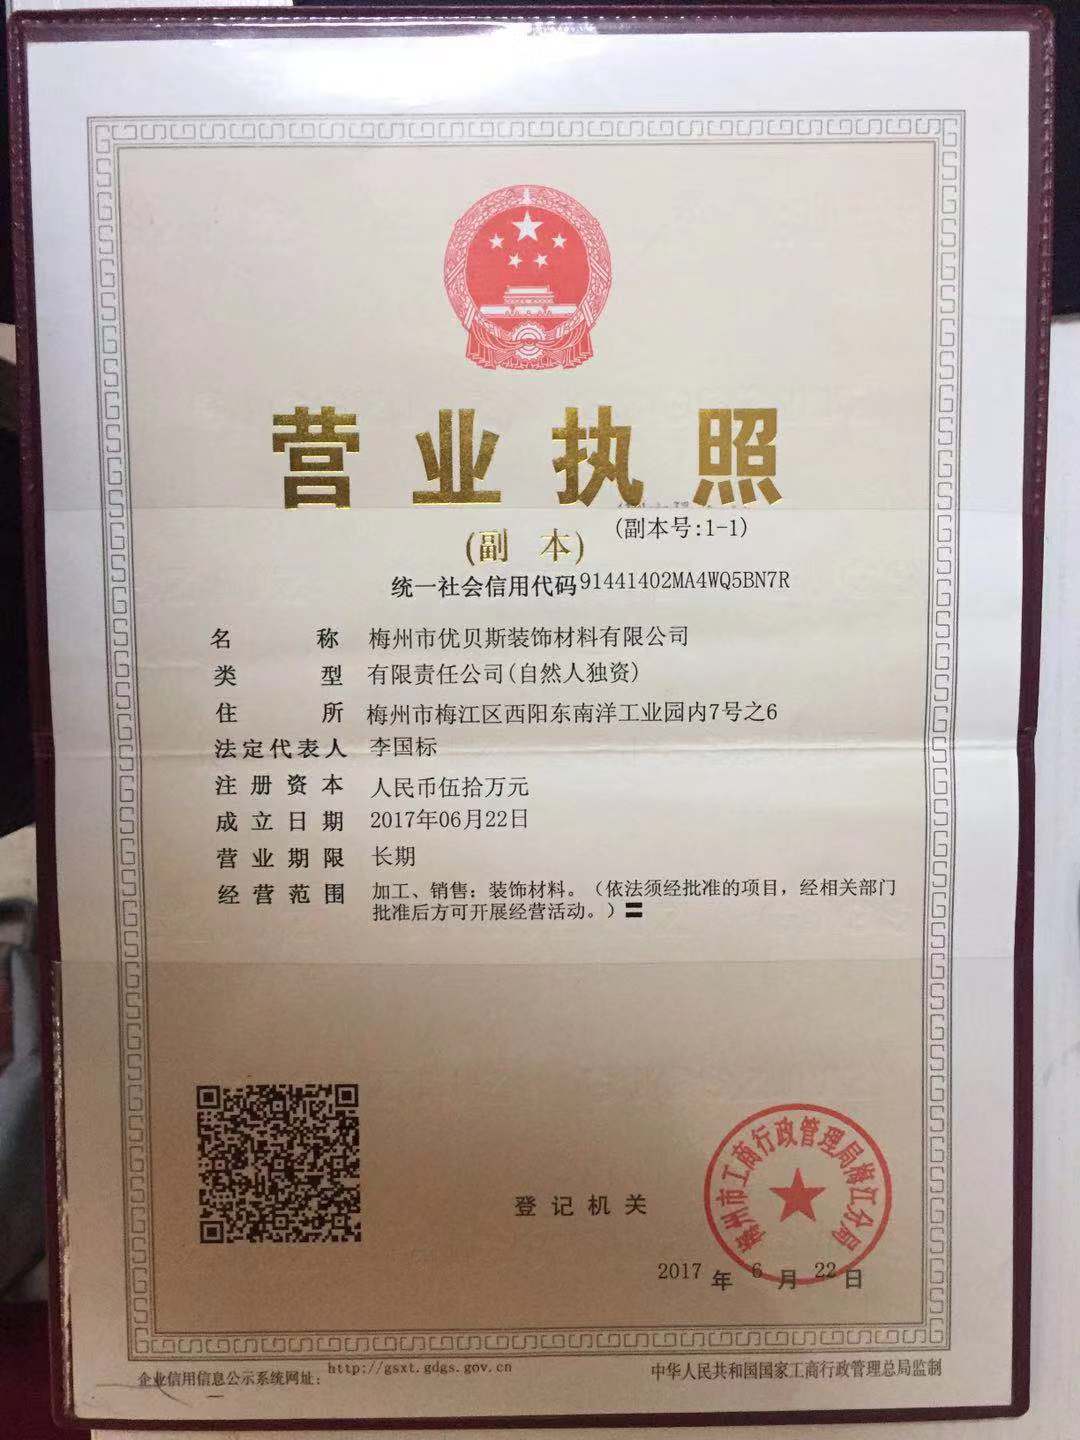 营业执照
(副 本)
(副本号:1-1)
统一社会信用代码91441402MA4WQ5BN7R
名称 梅州市优贝斯装饰材料有限公司
类型 有限责任公司(自然人独资)
住所 梅州市梅江区西阳东南洋工业园内7号之6
法定代表人 李国标
注册资本 人民币伍拾万元
成立日期 2017年06月22日
营业期限 长期
经营范围 加工、销售：装饰材料。（依法须经批准的项目，经相关部门
批准后方可开展经营活动。）〓
梅州市工商行政管理局梅江分局
登记机关
2017 年 6 月 22 日
企业信用信息公示系统网址：http://gsxt.gdgs.gov.cn
中华人民共和国国家工商行政管理总局监制